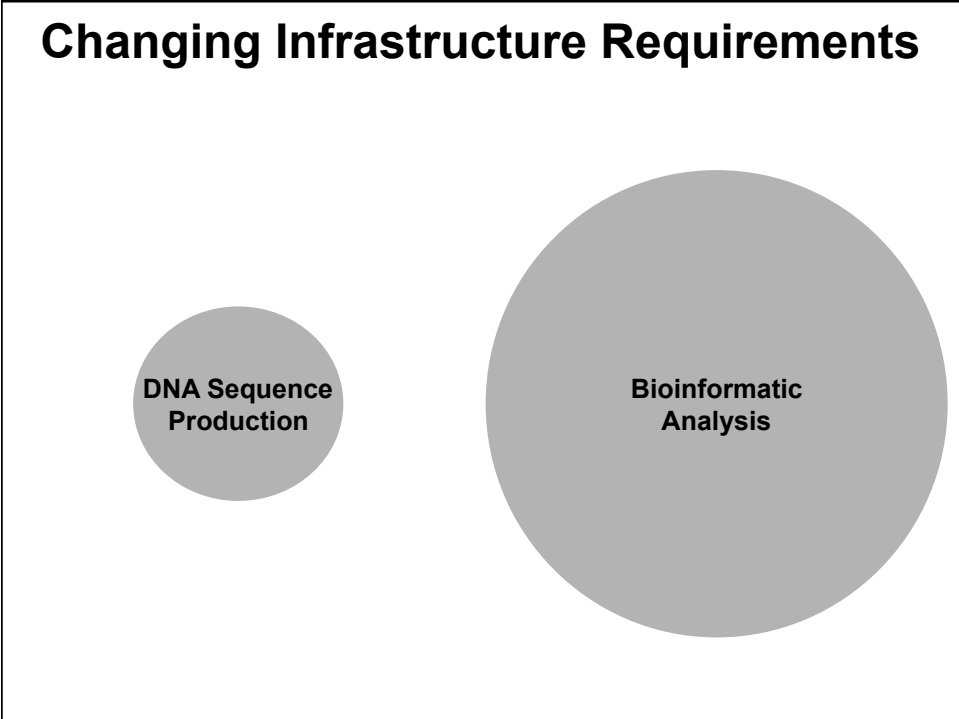 Changing Infrastructure Requirements
DNA Sequence
Production
Bioinformatic
Analysis